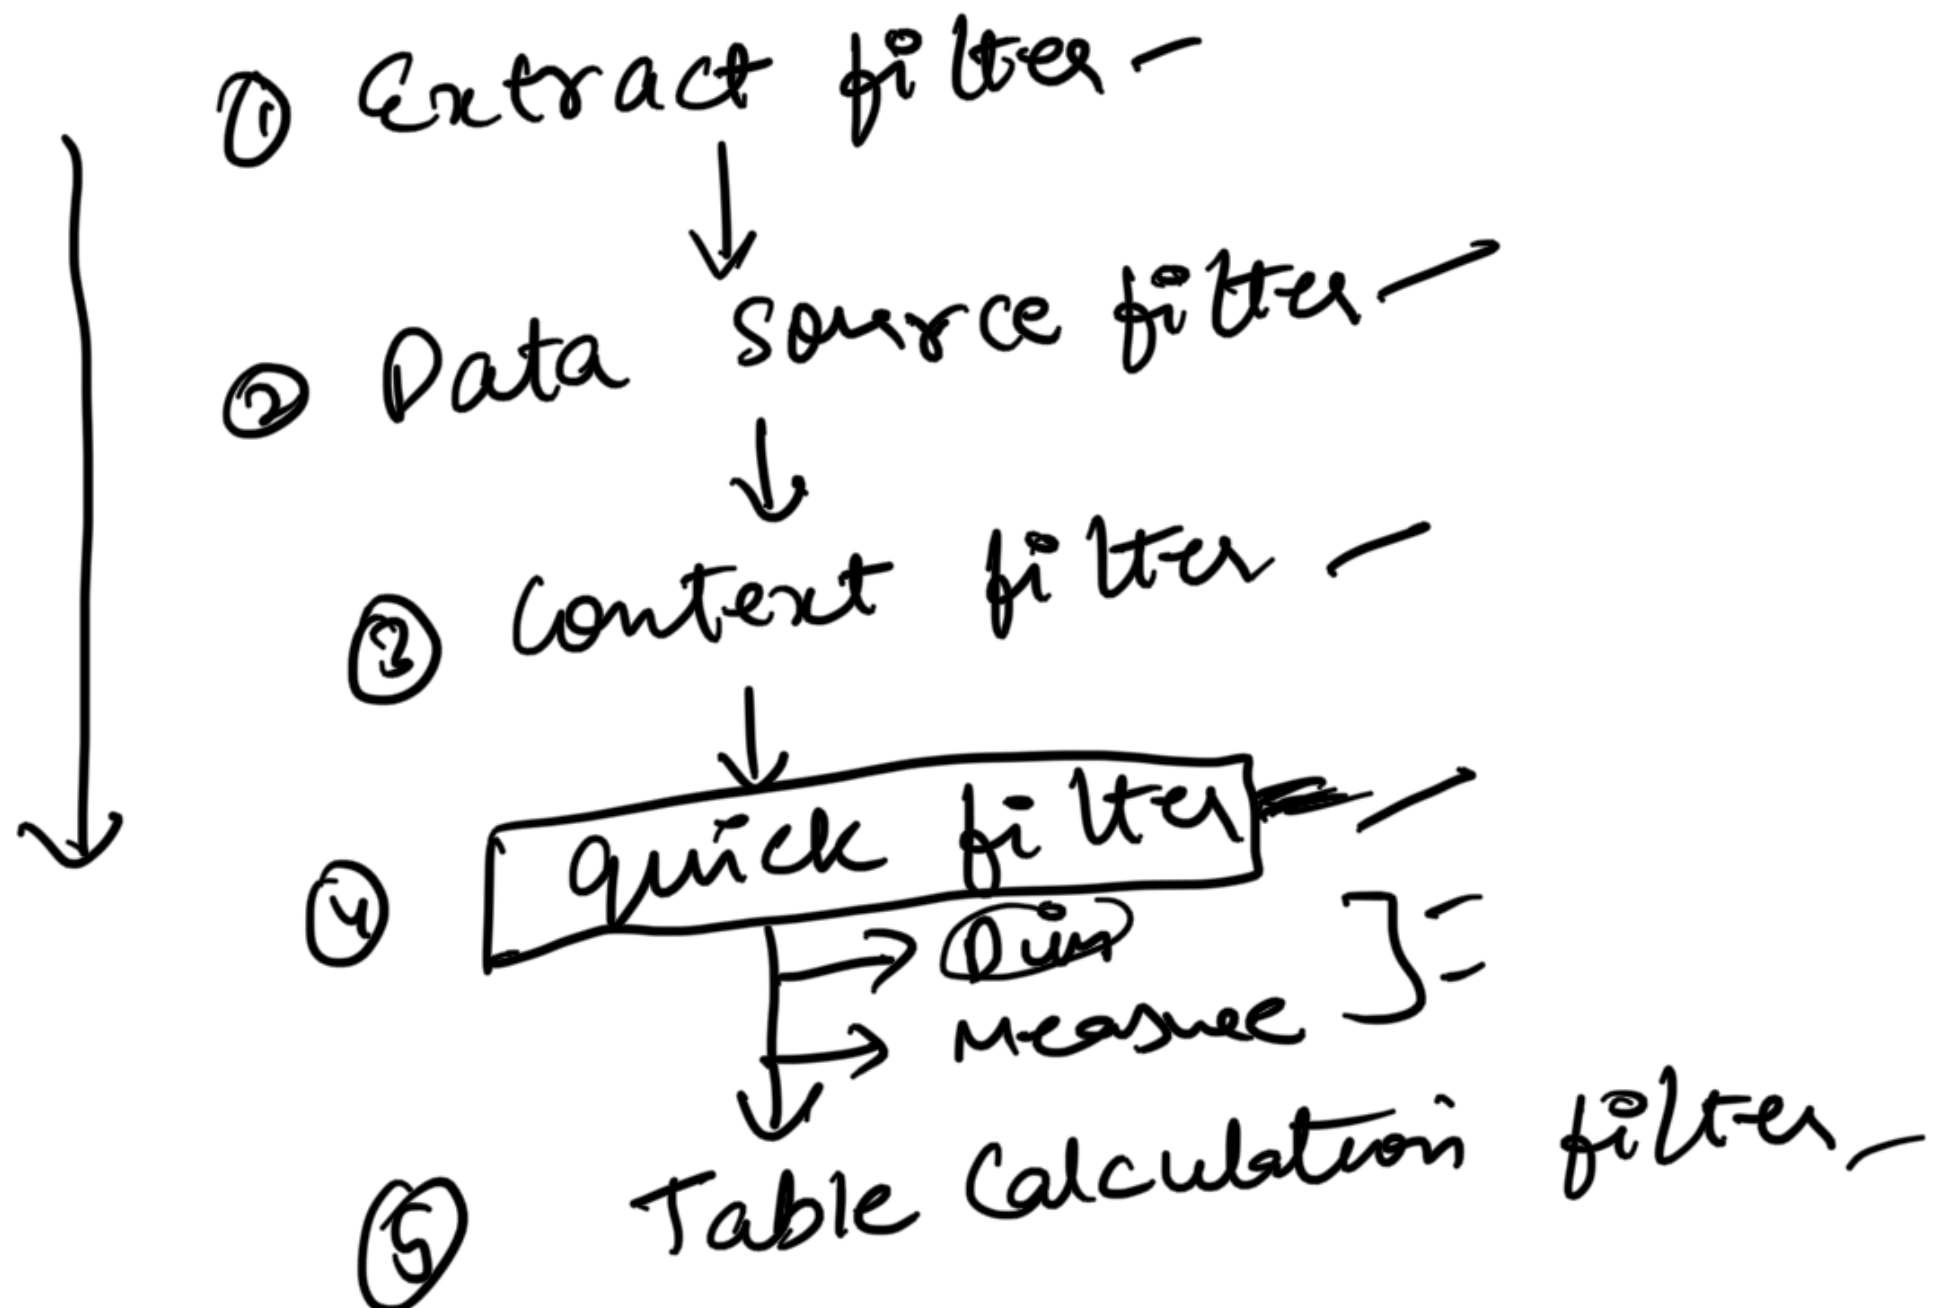 ① Extract filter –
② Data source filter –
③ Context filter –
④ quick filter –
Dim
Measure
⑤ Table Calculation filter –